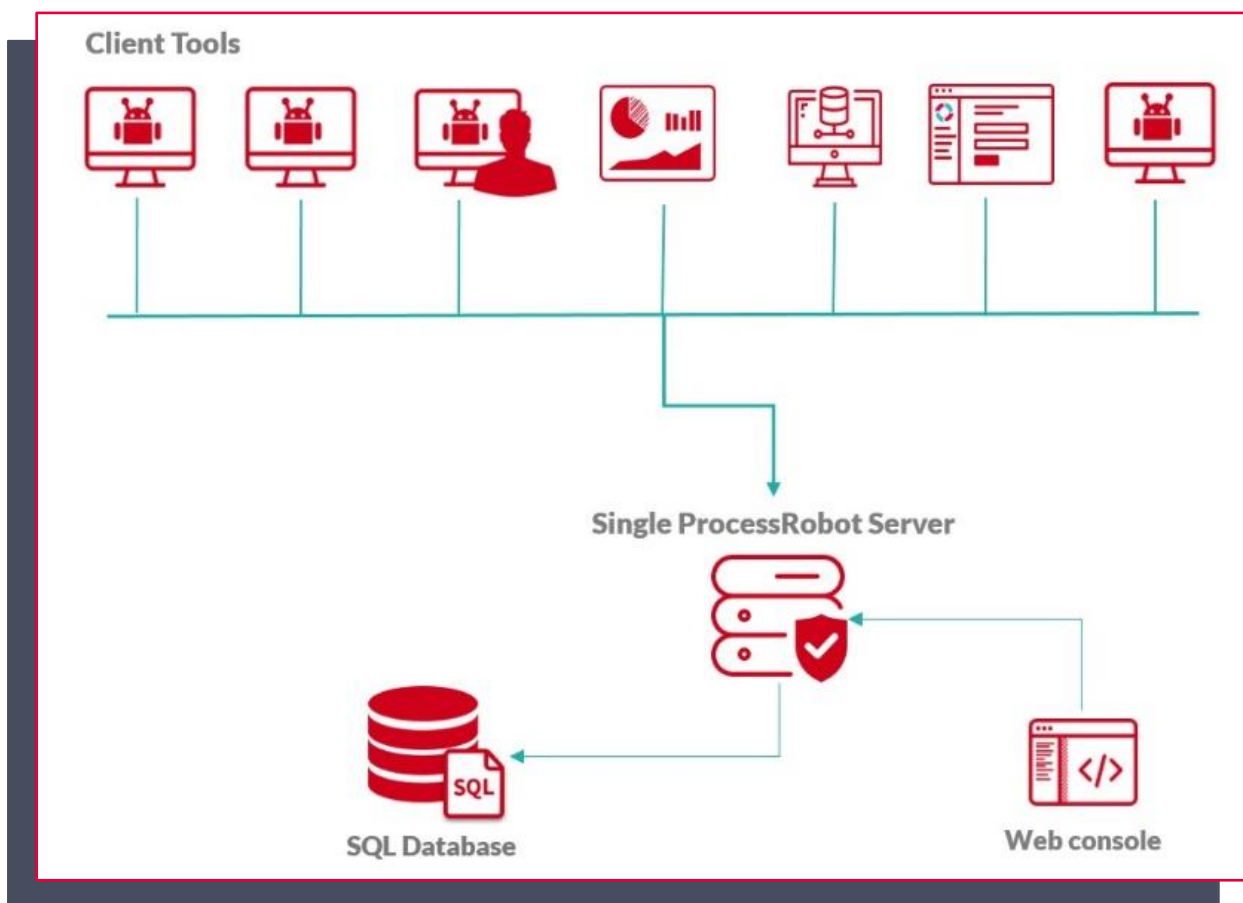 Client Tools
Single ProcessRobot Server
SQL
SQL Database
Web console